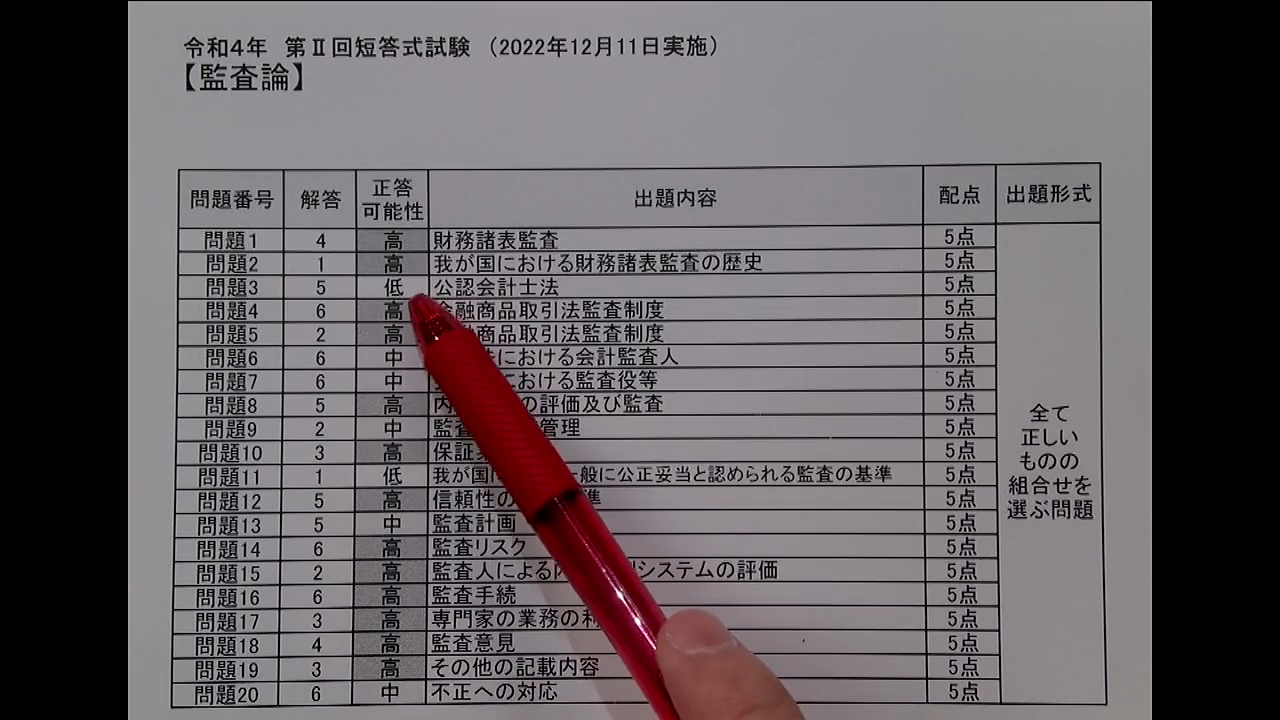 令和4年 第Ⅱ回短答式試験 (2022年12月11日実施)
【監査論】
問題番号 解答 正答可能性 出題内容 配点 出題形式
問題1 4 高 財務諸表監査 5点
問題2 1 高 我が国における財務諸表監査の歴史 5点
問題3 5 低 公認会計士法 5点
問題4 6 高 金融商品取引法監査制度 5点
問題5 2 高 融商品取引法監査制度 5点
問題6 6 中 における会計監査人 5点
問題7 6 中 における監査役等 5点
問題8 5 高 内 の評価及び監査 5点
問題9 2 中 監査 管理 5点
問題10 3 高 保証 5点
問題11 1 低 我が国 一般に公正妥当と認められる監査の基準 5点
問題12 5 高 信頼性の 準 5点
問題13 5 中 監査計画 5点
問題14 6 高 監査リスク 5点
問題15 2 高 監査人による システムの評価 5点
問題16 6 高 監査手続 5点
問題17 3 高 専門家の業務の利 5点
問題18 4 高 監査意見 5点
問題19 3 高 その他の記載内容 5点
問題20 6 中 不正への対応 5点
全て
正しい
ものの
組合せを
選ぶ問題